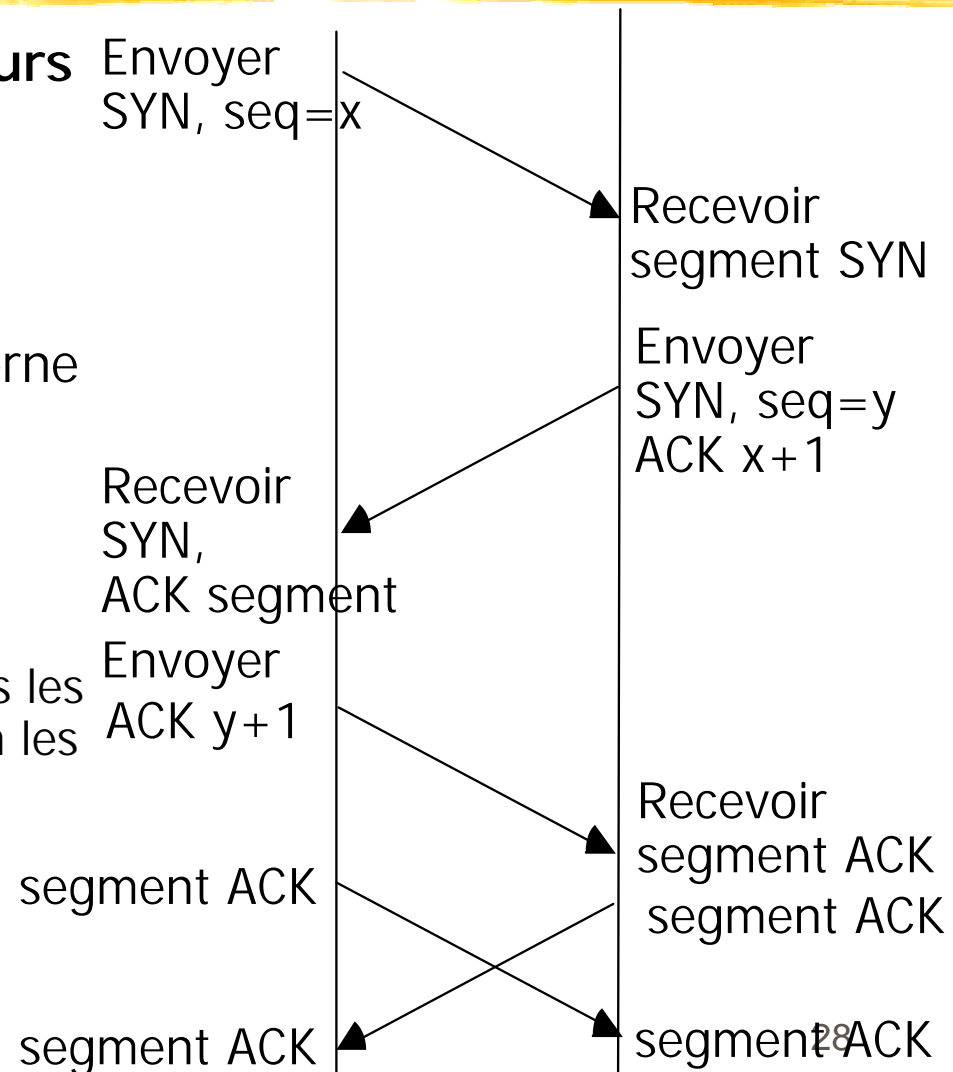 urs
Envoyer
SYN, seq=x
Recevoir
segment SYN
rne
Envoyer
SYN, seq=y
ACK x+1
Recevoir
SYN,
ACK segment
Envoyer
s les
ACK y+1
les
Recevoir
segment ACK
segment ACK
segment ACK
segment ACK
segment ACK
28